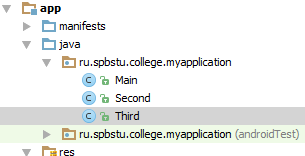 app
manifests
java
ru.spbstu.college.myapplication
Main
Second
Third
ru.spbstu.college.myapplication (androidTest)
res